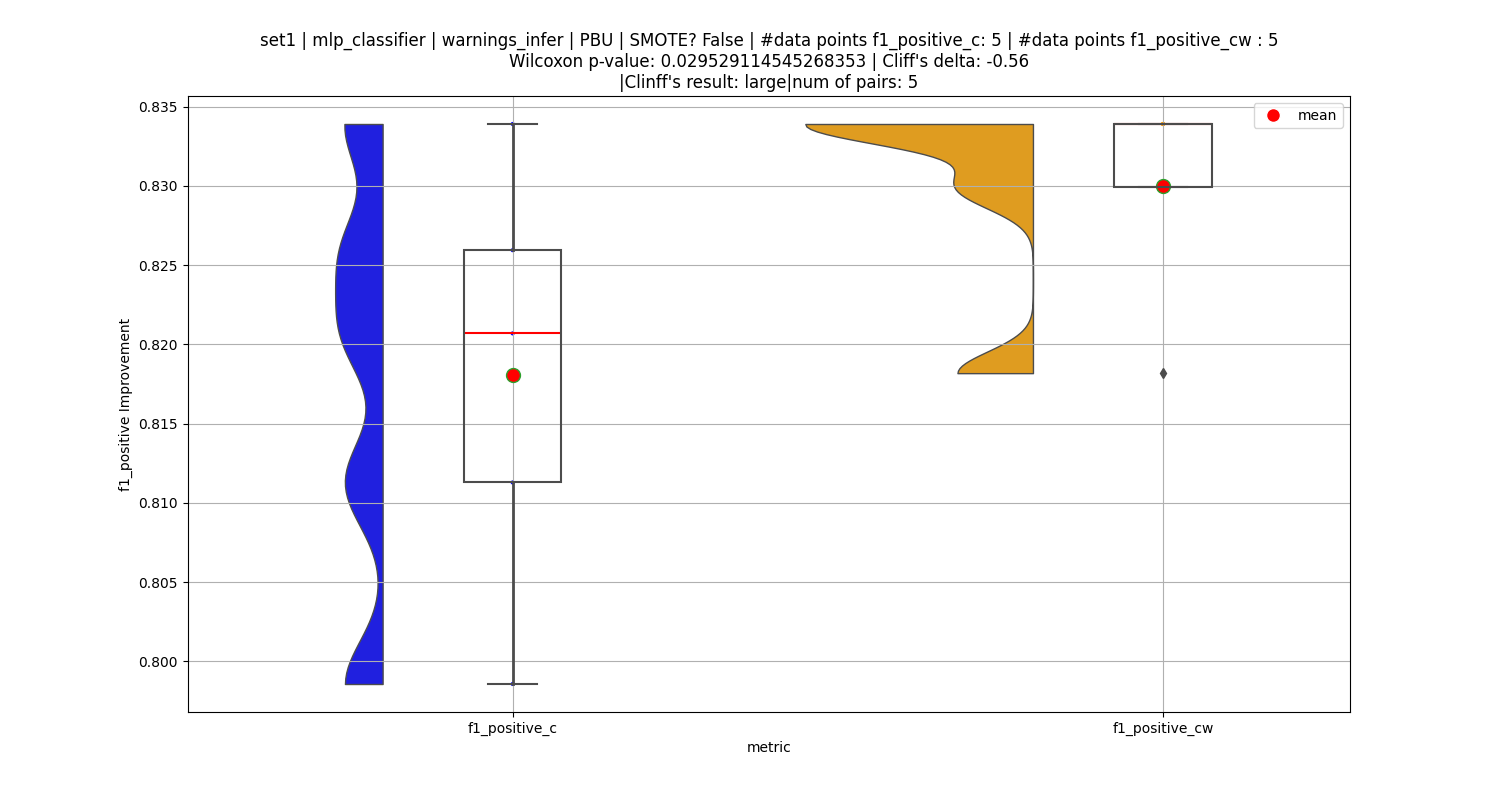 set1 | mlp_classifier | warnings_infer | PBU | SMOTE? False | #data points f1_positive_c: 5 | #data points f1_positive_cw : 5
Wilcoxon p-value: 0.029529114545268353 | Cliff's delta: -0.56
|Clinff's result: large|num of pairs: 5
mean
0.835
0.830
0.825
0.820
0.815
0.810
0.805
0.800
f1_positive Improvement
f1_positive_c
f1_positive_cw
metric